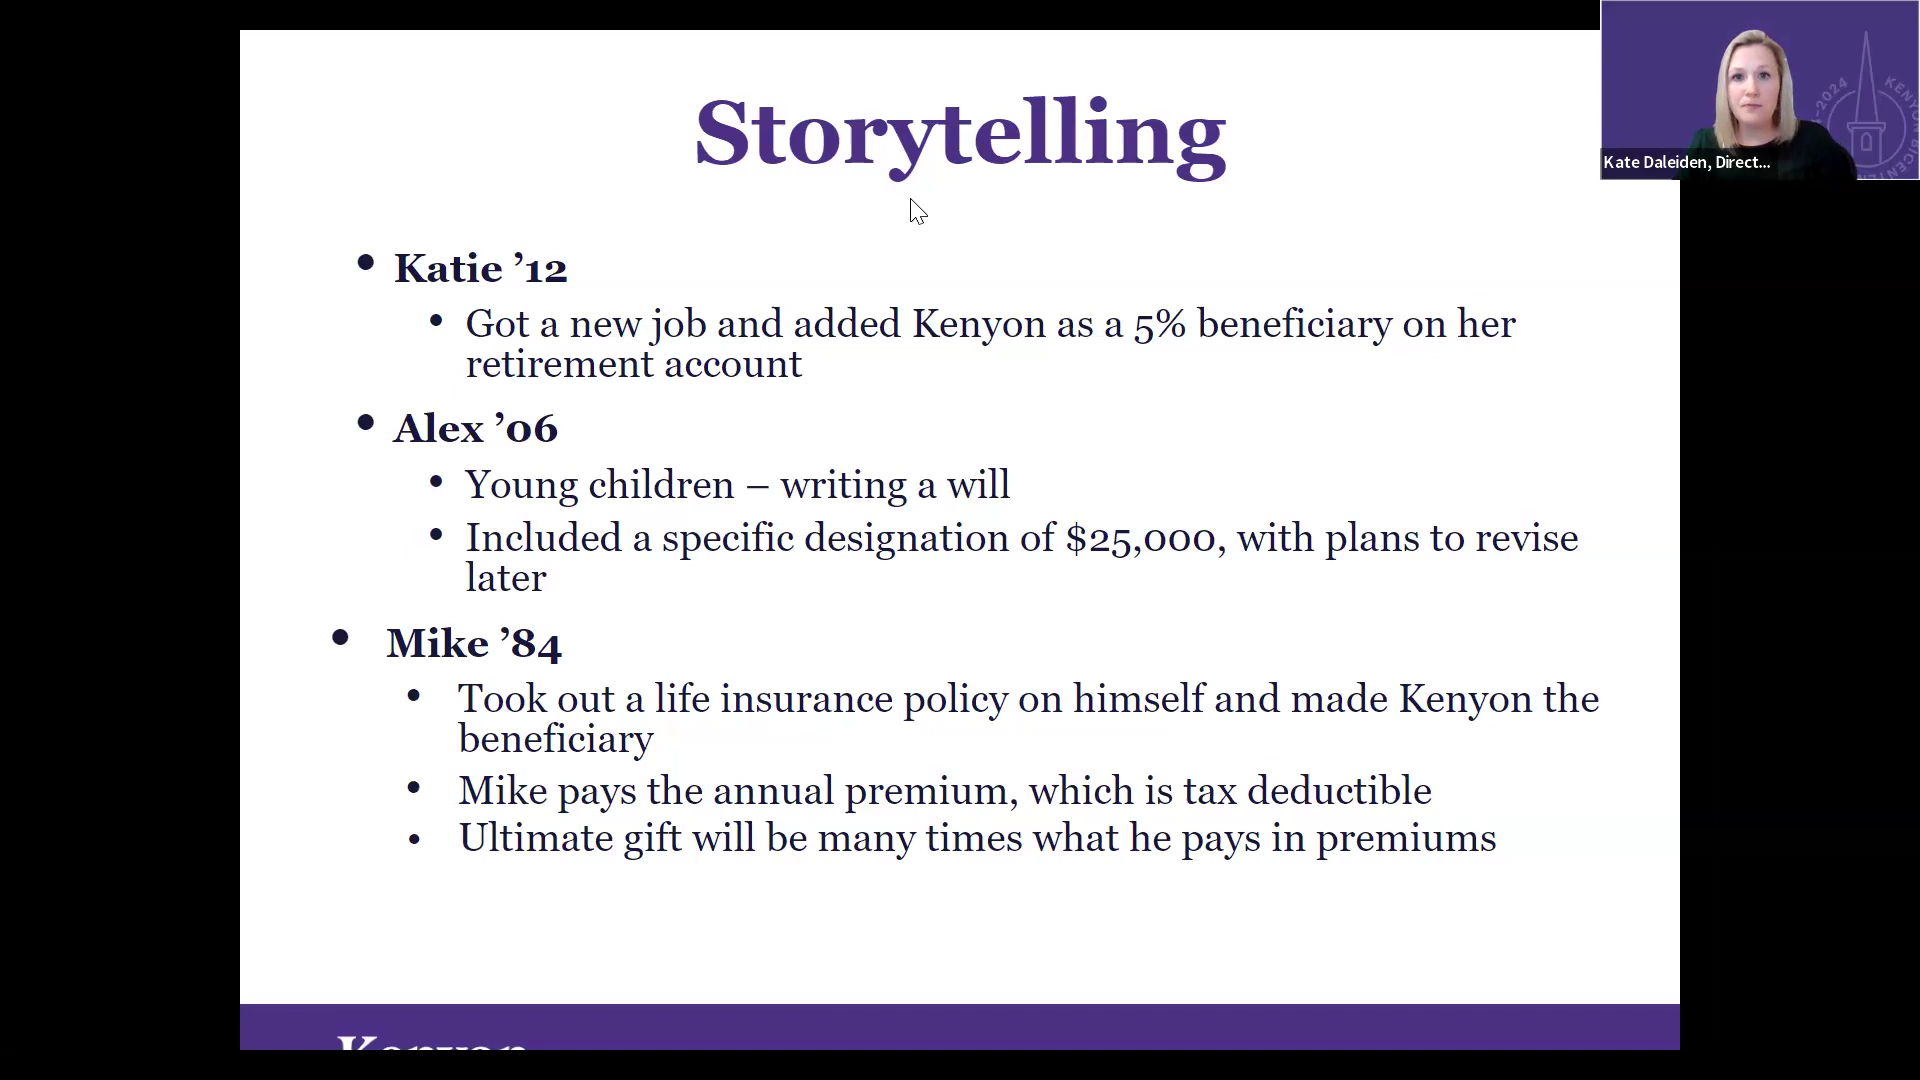 Storytelling
Kate Daleiden, Direct...
• Katie ’12
• Got a new job and added Kenyon as a 5% beneficiary on her
retirement account
• Alex ’06
• Young children – writing a will
• Included a specific designation of $25,000, with plans to revise
later
• Mike ’84
• Took out a life insurance policy on himself and made Kenyon the
beneficiary
• Mike pays the annual premium, which is tax deductible
• Ultimate gift will be many times what he pays in premiums
Kenyon